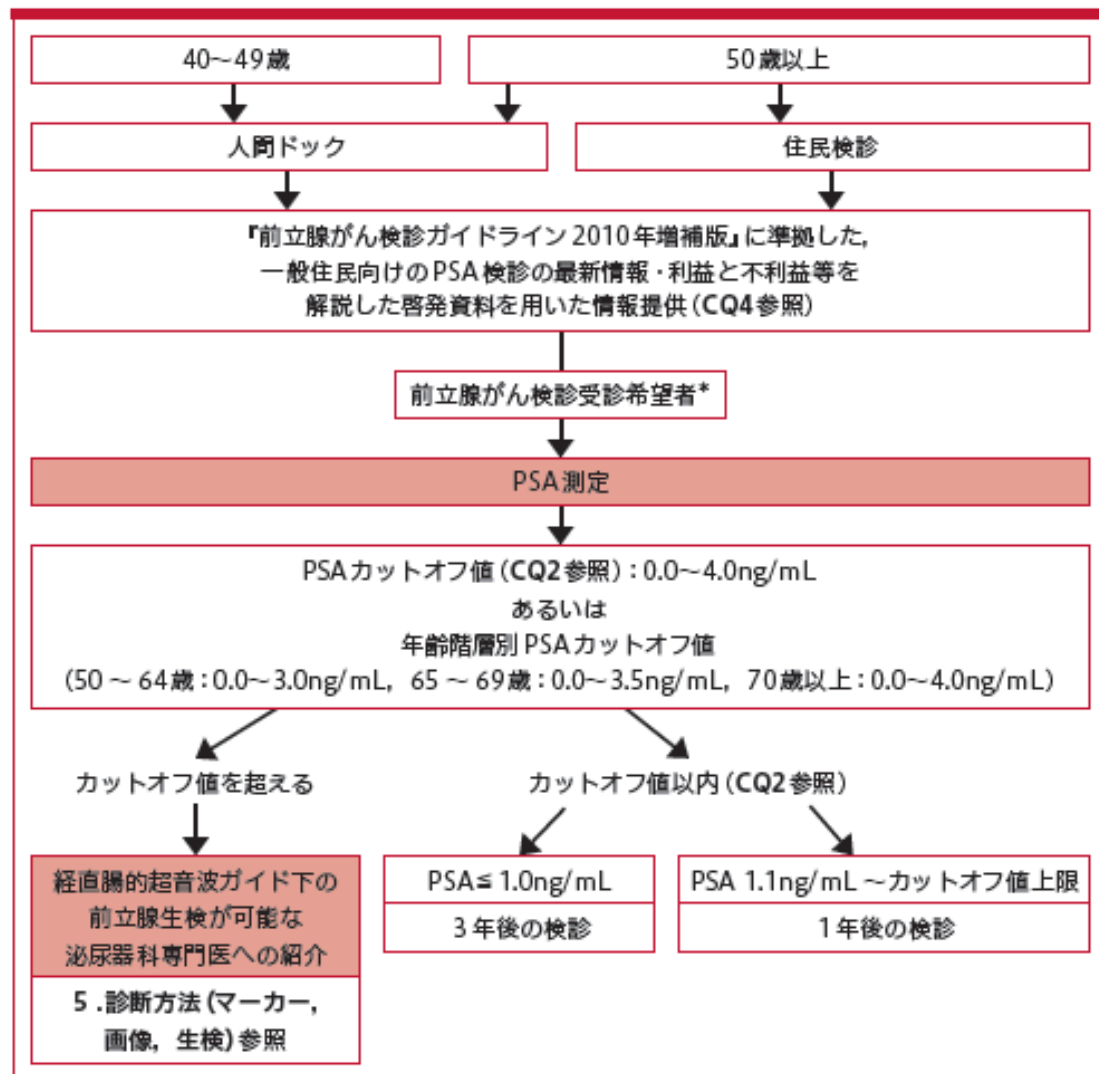 40～49歳
50歳以上
人間ドック
住民検診
『前立腺がん検診ガイドライン 2010年増補版』に準拠した,
一般住民向けのPSA検診の最新情報・利益と不利益等を
解説した啓発資料を用いた情報提供(CQ4参照)
前立腺がん検診受診希望者*
PSA測定
PSAカットオフ値(CQ2参照):0.0～4.0ng/mL
あるいは
年齢階層別PSAカットオフ値
(50～64歳:0.0～3.0ng/mL, 65～69歳:0.0～3.5ng/mL, 70歳以上:0.0～4.0ng/mL)
カットオフ値を超える
カットオフ値以内(CQ2参照)
経直腸的超音波ガイド下の
前立腺生検が可能な
泌尿器科専門医への紹介
5.診断方法(マーカー,
画像, 生検)参照
PSA≦1.0ng/mL
3年後の検診
PSA 1.1ng/mL～カットオフ値上限
1年後の検診